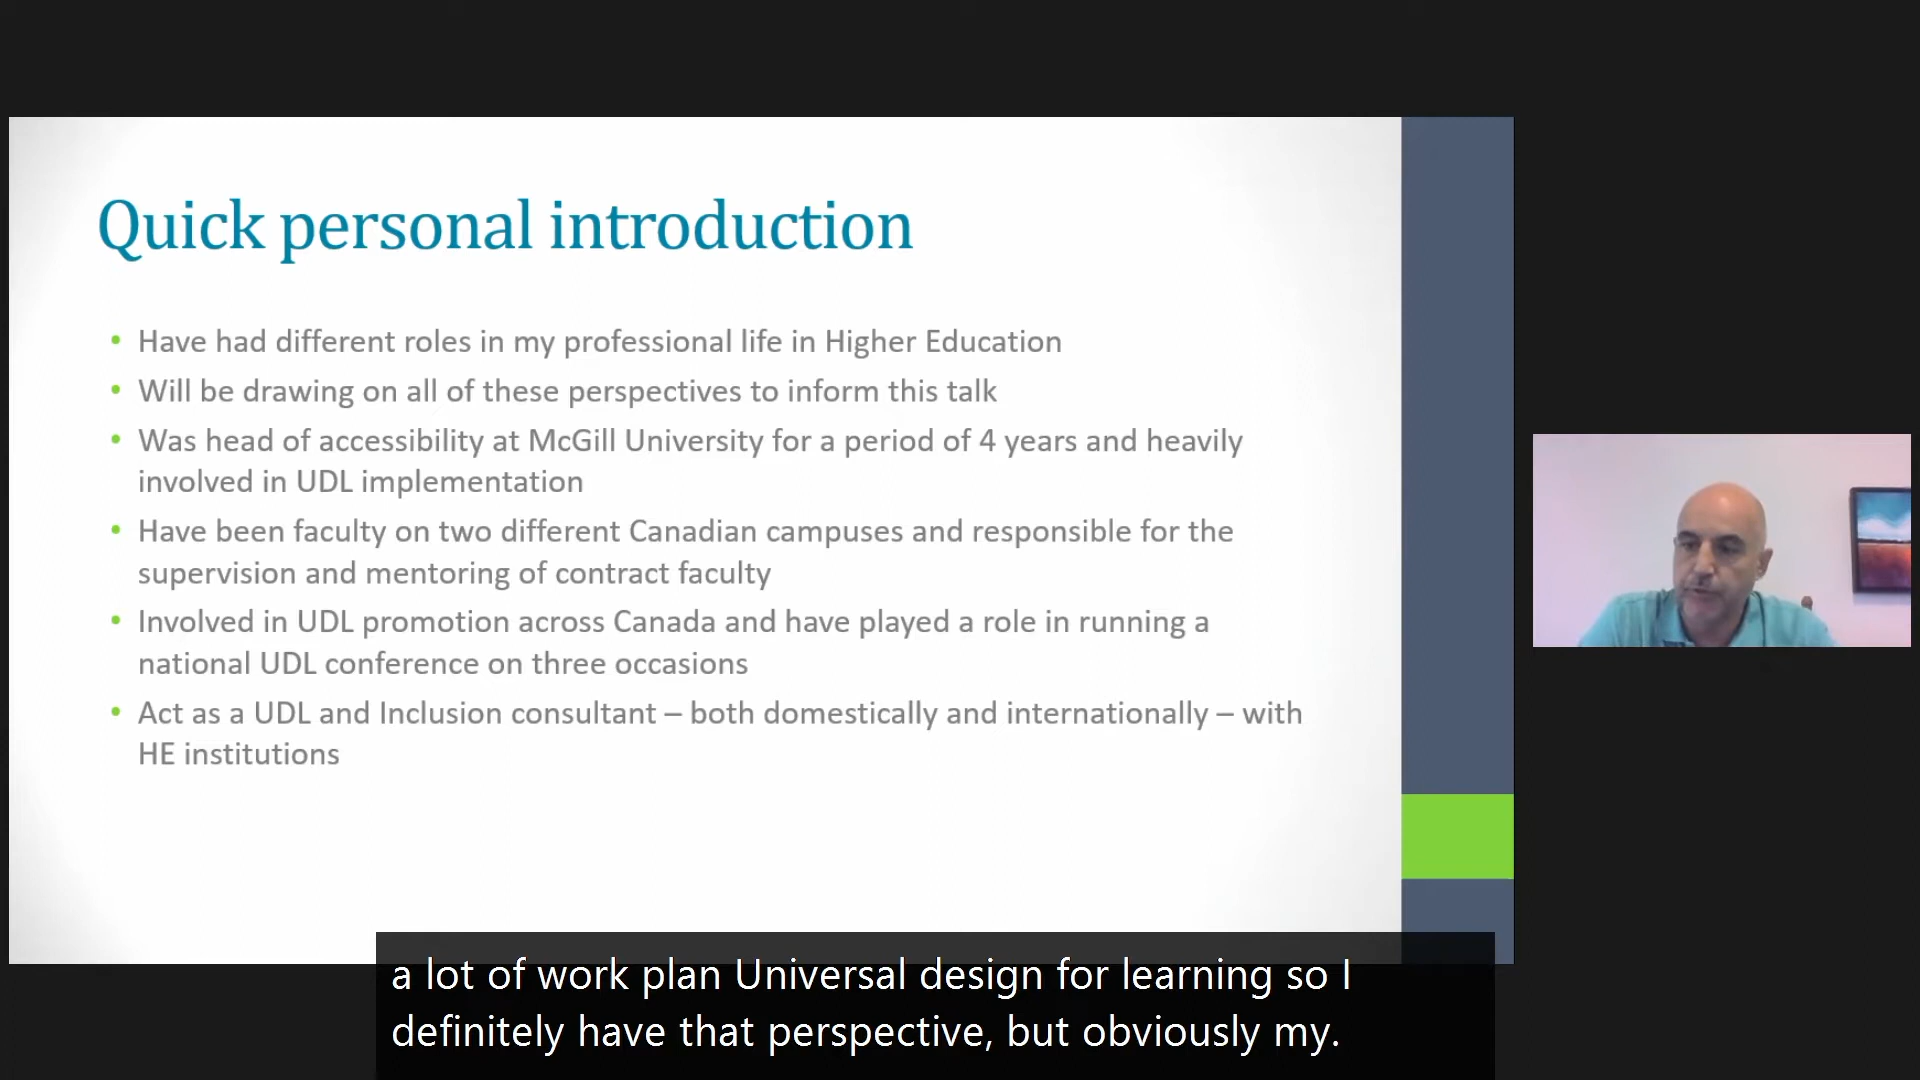 Quick personal introduction
• Have had different roles in my professional life in Higher Education
• Will be drawing on all of these perspectives to inform this talk
• Was head of accessibility at McGill University for a period of 4 years and heavily
involved in UDL implementation
• Have been faculty on two different Canadian campuses and responsible for the
supervision and mentoring of contract faculty
• Involved in UDL promotion across Canada and have played a role in running a
national UDL conference on three occasions
• Act as a UDL and Inclusion consultant – both domestically and internationally – with
HE institutions
a lot of work plan Universal design for learning so I
definitely have that perspective, but obviously my.